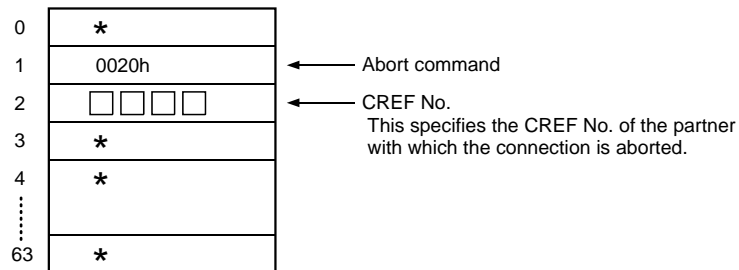 0 *
1 0020h Abort command
2 □□□□ CREF No.
This specifies the CREF No. of the partner
3 * with which the connection is aborted.
4 *
63 *